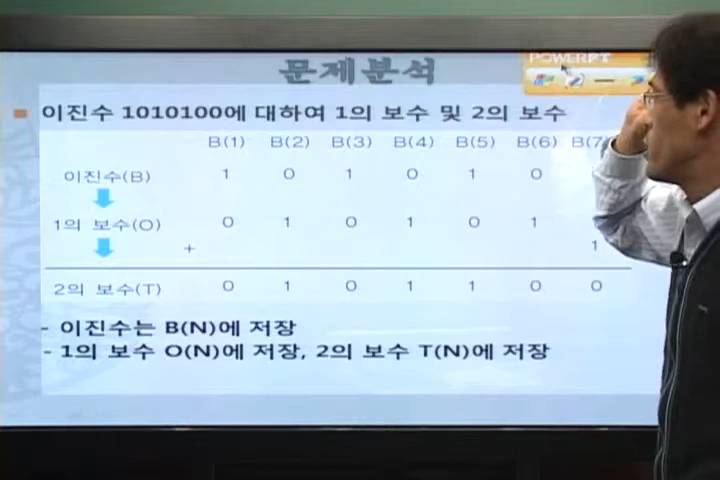 문제분석
POWERPT
이진수 1010100에 대하여 1의 보수 및 2의 보수
B(1) B(2) B(3) B(4) B(5) B(6) B(7)
이진수(B) 1 0 1 0 1 0
1의 보수(O) 0 1 0 1 0 1
+ 1
2의 보수(T) 0 1 0 1 1 0 0
- 이진수는 B(N)에 저장
- 1의 보수 O(N)에 저장, 2의 보수 T(N)에 저장